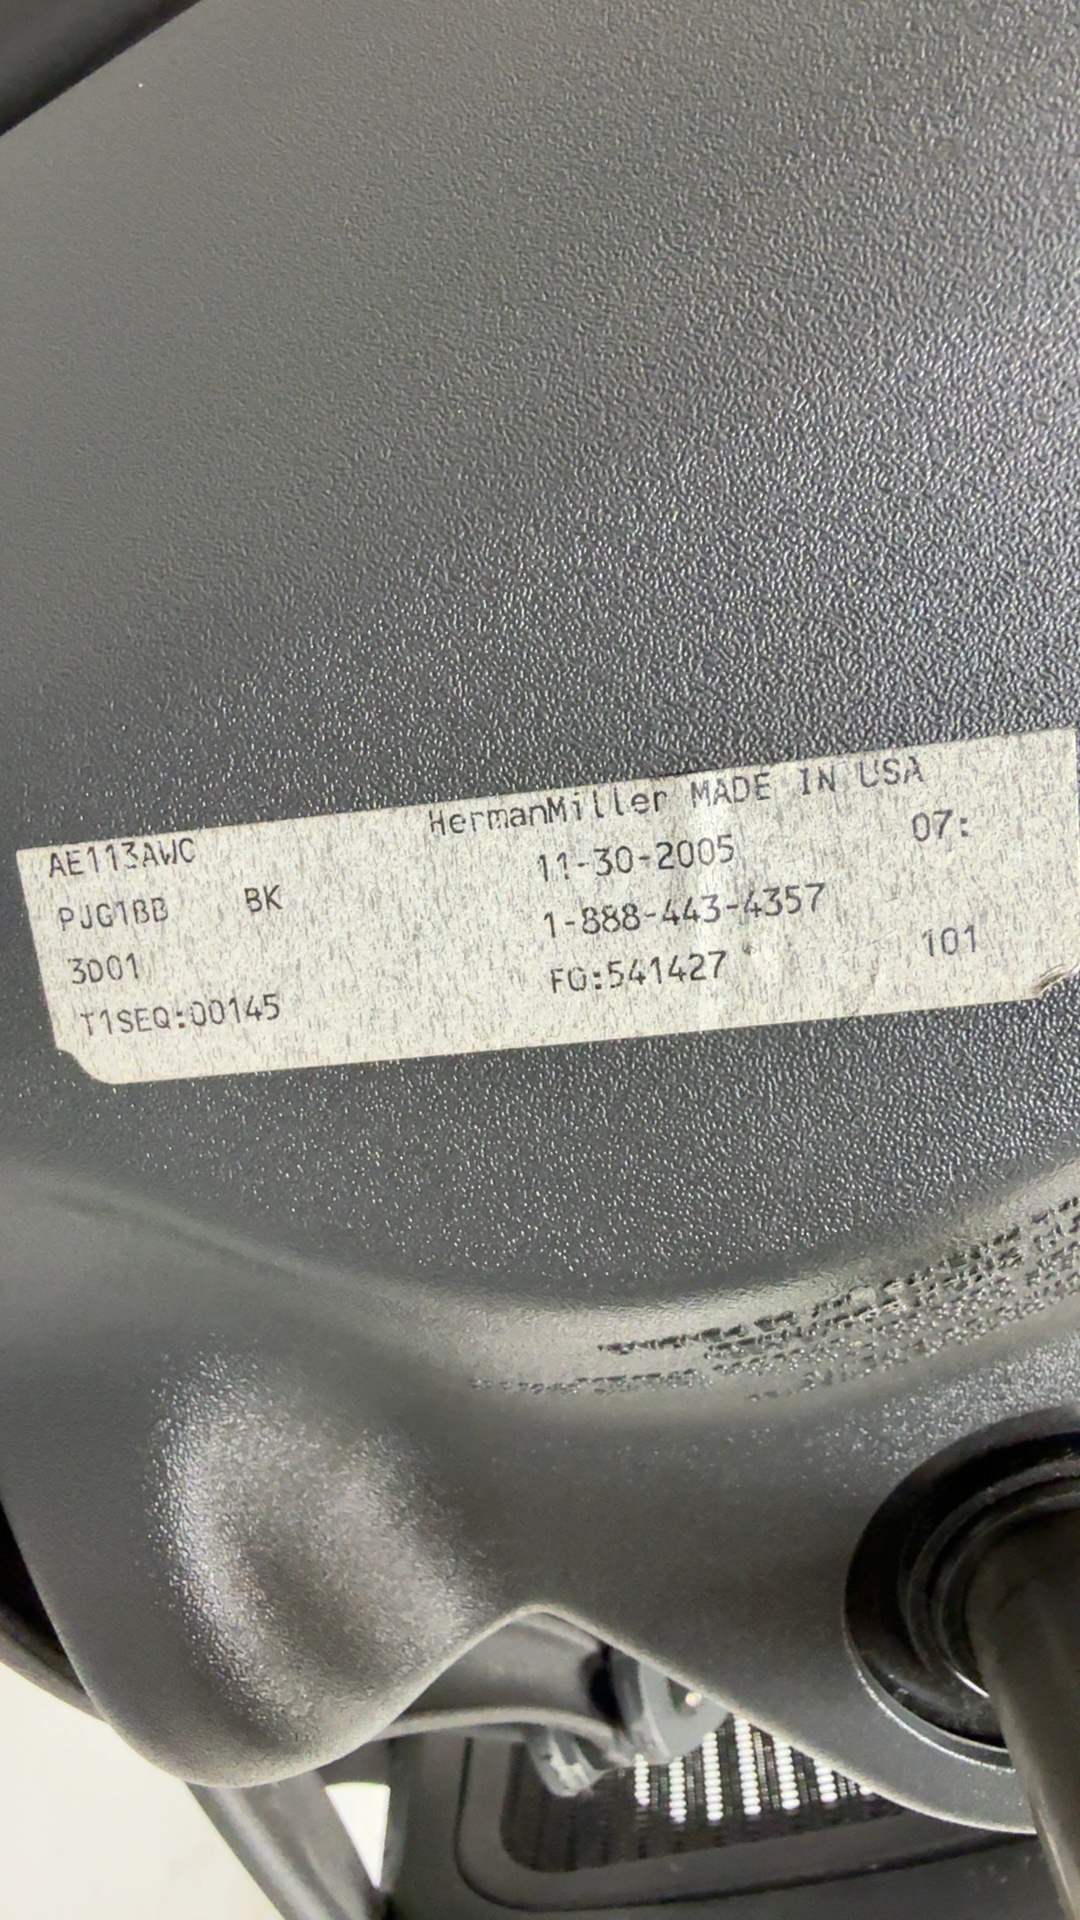 HermanMiller MADE IN USA
AE113AWC 11-30-2005 07:
PJG1BB BK 1-888-443-4357
3D01 FO:541427 101
T1SEQ:00145